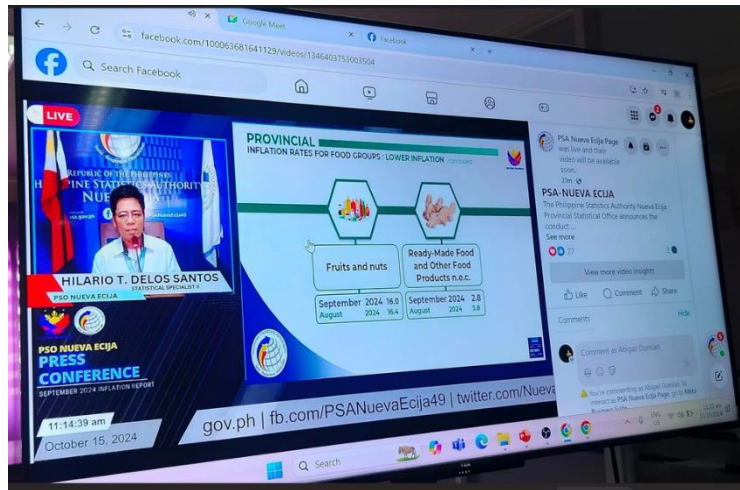 Google Meet
Facebook
facebook.com/100063681641129/videos/1346403753003504
Search Facebook
LIVE
REPUBLIC OF THE PHILIPPINES
HILARIO T. DELOS SANTOS
STATISTICAL SPECIALIST II
PSO NUEVA ECIJA
PSO NUEVA ECIJA
PRESS
CONFERENCE
SEPTEMBER 2024 INFLATION REPORT
11:14:39 am
October 15, 2024
PROVINCIAL
INFLATION RATES FOR FOOD GROUPS : LOWER INFLATION
Fruits and nuts
September 2024 16.0
August 2024 16.4
Ready-Made Food
and Other Food
Products n.e.c.
September 2024 2.8
August 2024 3.8
gov.ph | fb.com/PSANuevaEcija49 | twitter.com/Nueva
PSA Nueva Ecija Page
was live and their
video will be available
soon.
21m
PSA-NUEVA ECIJA
The Philippine Statistics Authority Nueva Ecija
Provincial Statistical Office announces the
conduct ...
See more
27
2
View more video insights
Like Comment Share
Comments
Hide
Comment as Abigail
You're commenting as Abigail
interact as PSA Nueva Ecija Page, go to Meta
Business Suite
Search
ENG